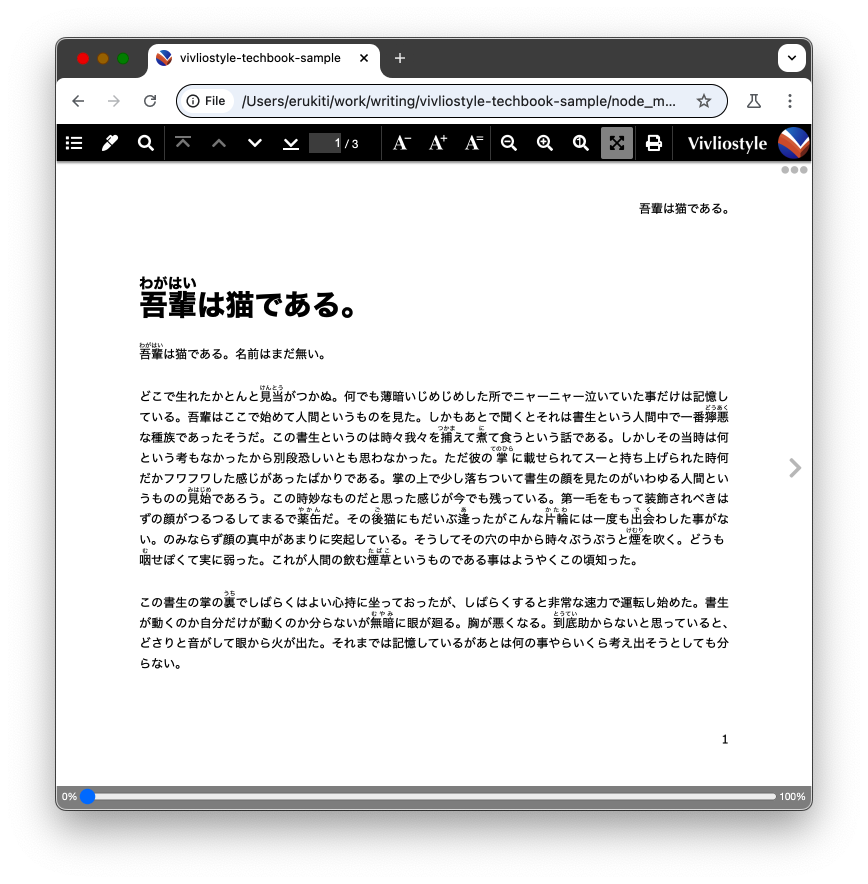 vivliostyle-techbook-sample
File /Users/erukiti/work/writing/vivliostyle-techbook-sample/node_m...
1 / 3 A− A+ A= Vivliostyle
吾輩は猫である。
わがはい
吾輩は猫である。
わがはい
吾輩は猫である。名前はまだ無い。
けんとう
どこで生れたかとんと見当がつかぬ。何でも薄暗いじめじめした所でニャーニャー泣いていた事だけは記憶し
どうあく
ている。吾輩はここで始めて人間というものを見た。しかもあとで聞くとそれは書生という人間中で一番獰悪
つかま に
な種族であったそうだ。この書生というのは時々我々を捕えて煮て食うという話である。しかしその当時は何
てのひら
という考もなかったから別段恐しいとも思わなかった。ただ彼の掌に載せられてスーと持ち上げられた時何
だかフワフワした感じがあったばかりである。掌の上で少し落ちついて書生の顔を見たのがいわゆる人間とい
みはじめ
うものの見始であろう。この時妙なものだと思った感じが今でも残っている。第一毛をもって装飾されべきは
やかん ご あ かたわ でく
ずの顔がつるつるしてまるで薬缶だ。その後猫にもだいぶ逢ったがこんな片輪には一度も出会わした事がな
けむり
い。のみならず顔の真中があまりに突起している。そうしてその穴の中から時々ぷうぷうと煙を吹く。どうも
む たばこ
咽せぽくて実に弱った。これが人間の飲む煙草というものである事はようやくこの頃知った。
うち
この書生の掌の裏でしばらくはよい心持に坐っておったが、しばらくすると非常な速力で運転し始めた。書生
むやみ とうてい
が動くのか自分だけが動くのか分らないが無暗に眼が廻る。胸が悪くなる。到底助からないと思っていると、
どさりと音がして眼から火が出た。それまでは記憶しているがあとは何の事やらいくら考え出そうとしても分
らない。
1
0% 100%